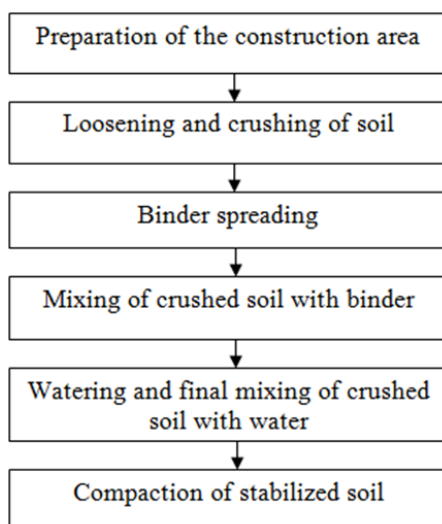 Preparation of the construction area
Loosening and crushing of soil
Binder spreading
Mixing of crushed soil with binder
Watering and final mixing of crushed
soil with water
Compaction of stabilized soil